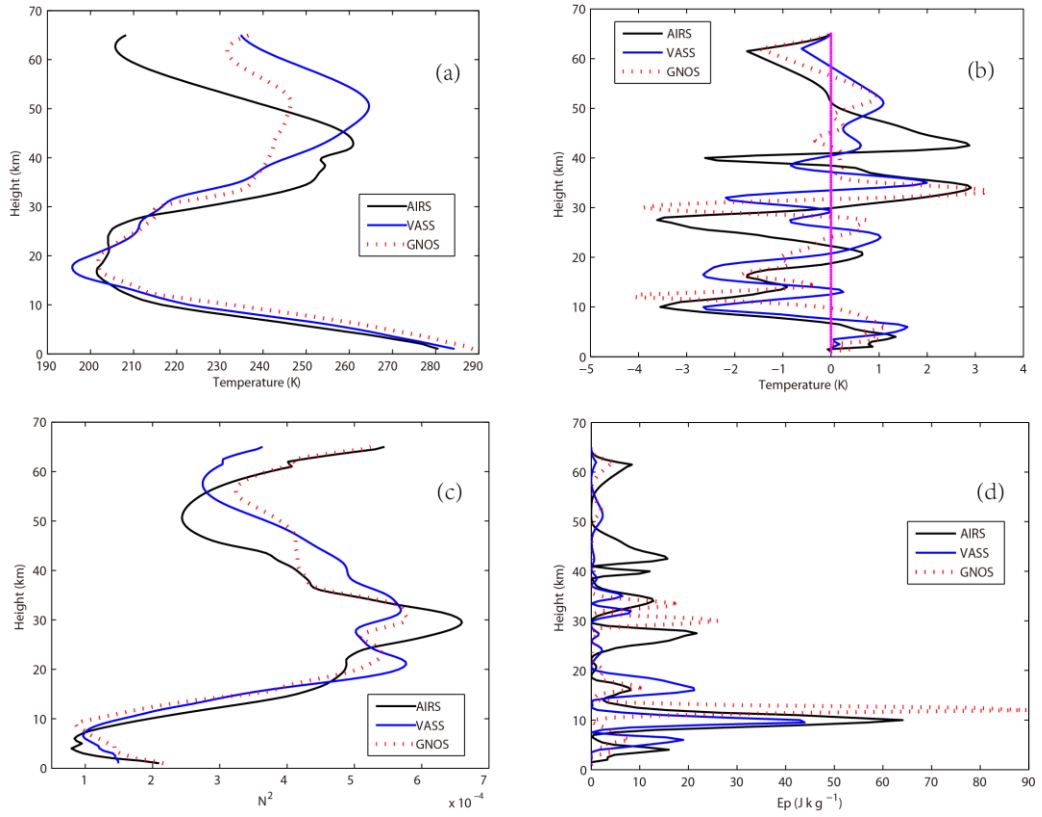 70
60
50
40
30
20
10
0
Height (km)
190 200 210 220 230 240 250 260 270 280 290
Temperature (K)
(a)
AIRS
VASS
GNOS
70
60
50
40
30
20
10
0
Height (km)
−5 −4 −3 −2 −1 0 1 2 3 4
Temperature (K)
AIRS
VASS
GNOS
(b)
70
60
50
40
30
20
10
0
Height (km)
1 2 3 4 5 6 7
N²
x 10⁻⁴
(c)
AIRS
VASS
GNOS
70
60
50
40
30
20
10
0
Height (km)
0 10 20 30 40 50 60 70 80 90
Ep (J kg⁻¹)
(d)
AIRS
VASS
GNOS